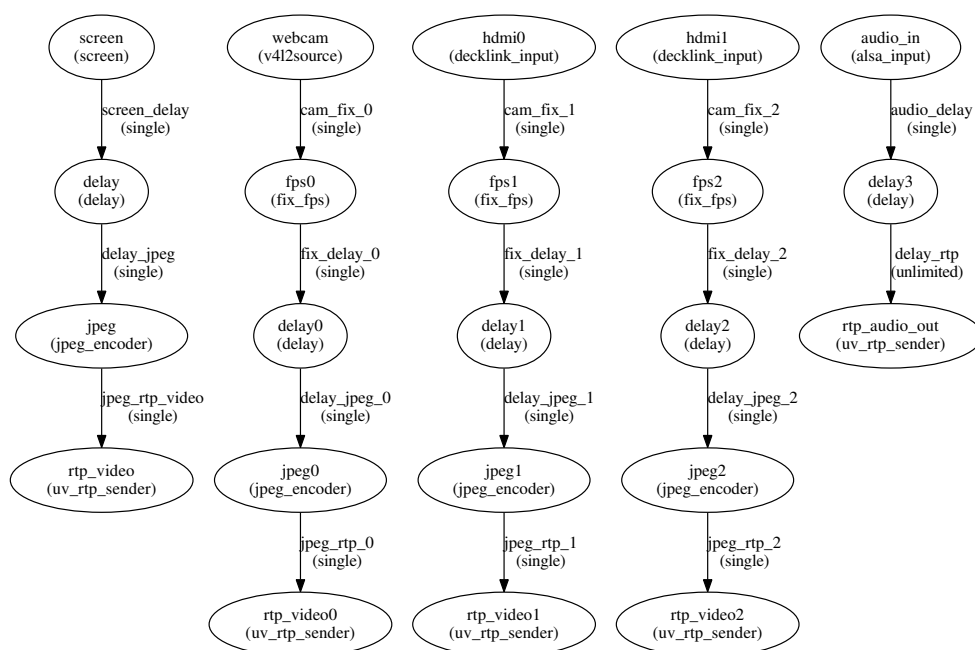 screen
(screen)
webcam
(v4l2source)
hdmi0
(decklink_input)
hdmi1
(decklink_input)
audio_in
(alsa_input)
screen_delay
(single)
cam_fix_0
(single)
cam_fix_1
(single)
cam_fix_2
(single)
audio_delay
(single)
delay
(delay)
fps0
(fix_fps)
fps1
(fix_fps)
fps2
(fix_fps)
delay3
(delay)
delay_jpeg
(single)
fix_delay_0
(single)
fix_delay_1
(single)
fix_delay_2
(single)
delay_rtp
(unlimited)
jpeg
(jpeg_encoder)
delay0
(delay)
delay1
(delay)
delay2
(delay)
rtp_audio_out
(uv_rtp_sender)
jpeg_rtp_video
(single)
delay_jpeg_0
(single)
delay_jpeg_1
(single)
delay_jpeg_2
(single)
rtp_video
(uv_rtp_sender)
jpeg0
(jpeg_encoder)
jpeg1
(jpeg_encoder)
jpeg2
(jpeg_encoder)
jpeg_rtp_0
(single)
jpeg_rtp_1
(single)
jpeg_rtp_2
(single)
rtp_video0
(uv_rtp_sender)
rtp_video1
(uv_rtp_sender)
rtp_video2
(uv_rtp_sender)